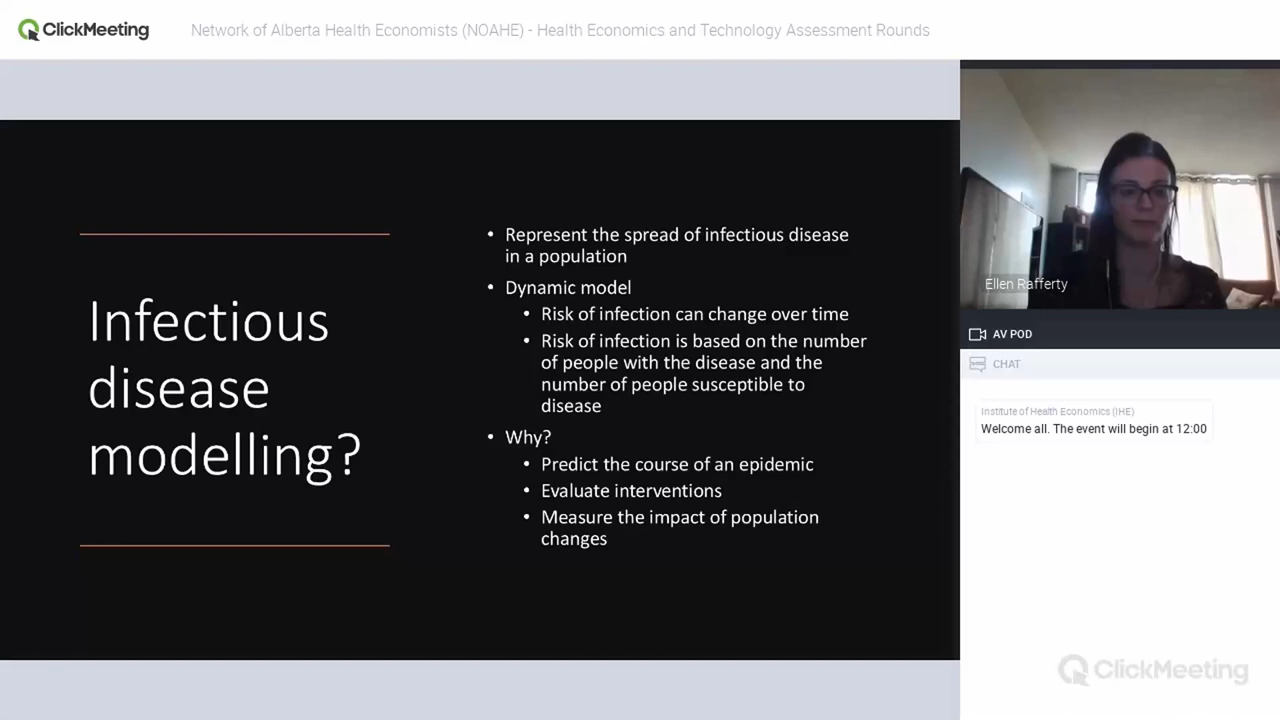 ClickMeeting
Network of Alberta Health Economists (NOAHE) - Health Economics and Technology Assessment Rounds
Infectious
disease
modelling?
• Represent the spread of infectious disease
in a population
• Dynamic model
• Risk of infection can change over time
• Risk of infection is based on the number
of people with the disease and the
number of people susceptible to
disease
• Why?
• Predict the course of an epidemic
• Evaluate interventions
• Measure the impact of population
changes
Ellen Rafferty
AV POD
CHAT
Institute of Health Economics (IHE)
Welcome all. The event will begin at 12:00
ClickMeeting